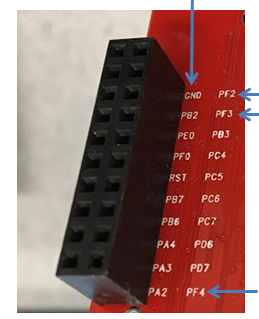 GND PF2
PB2 PF3
PE0 PB3
PF0 PC4
RST PC5
PB7 PC6
PB6 PC7
PA4 PD6
PA3 PD7
PA2 PF4